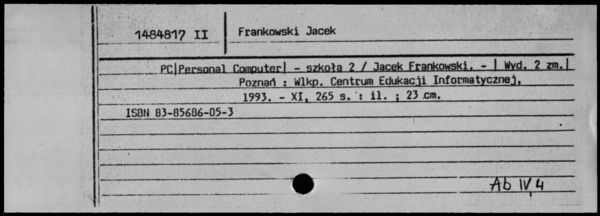 1484817 II
Frankowski Jacek
PC|Personal Computer| - szkoła 2 / Jacek Frankowski. - | Wyd. 2 zm.|
Poznań : Wlkp. Centrum Edukacji Informatycznej,
1993. - XI, 265 s. : il. ; 23 cm.
ISBN 83-85686-05-3
Ab IV 4